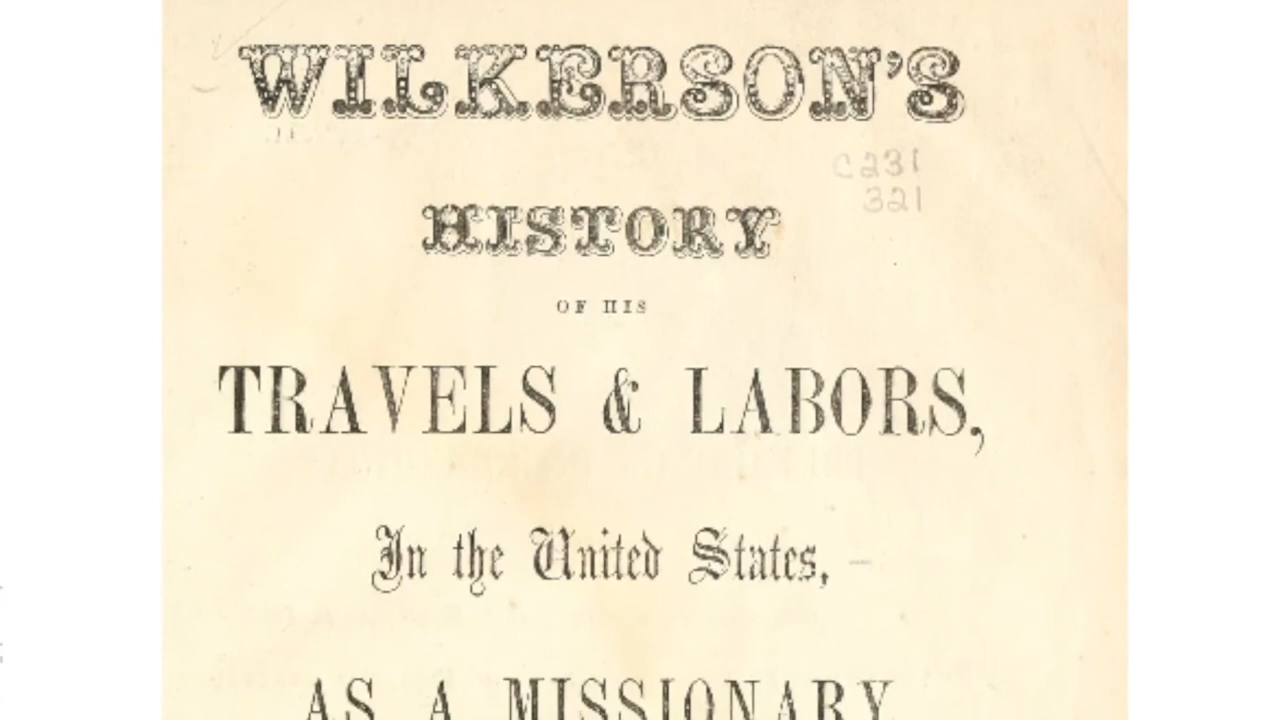 WILKERSON'S
C231
321
HISTORY
OF HIS
TRAVELS & LABORS,
In the United States,
AS A MISSIONARY